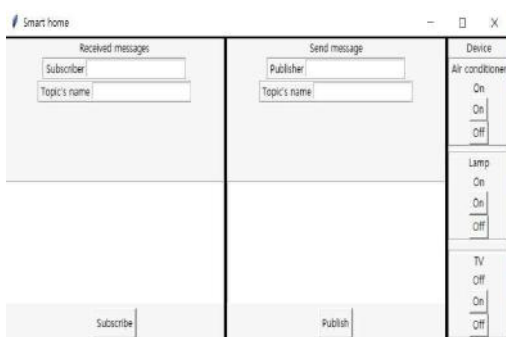 Smart home
Received messages
Subscriber
Topic's name
Subscribe
Send message
Publisher
Topic's name
Publish
Device
Air conditioner
On
On
Off
Lamp
On
On
Off
TV
Off
On
Off